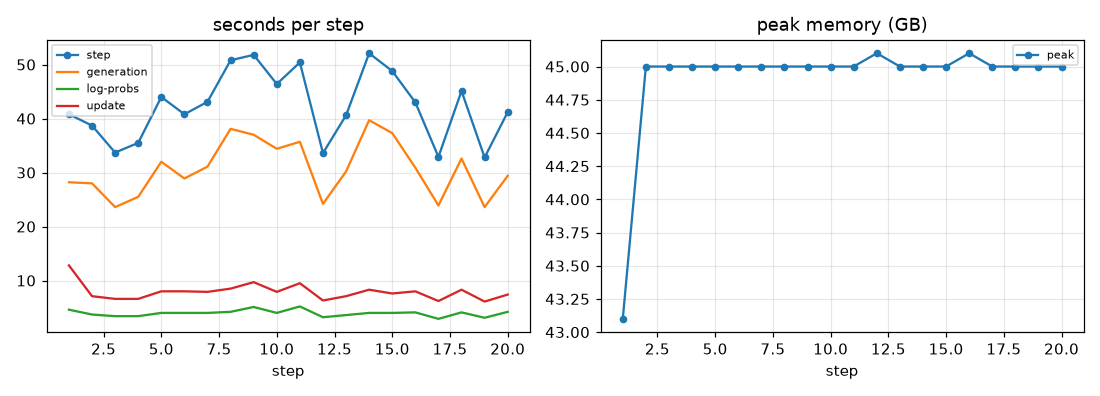 seconds per step
step
generation
log-probs
update
50
40
30
20
10
2.5 5.0 7.5 10.0 12.5 15.0 17.5 20.0
step
peak memory (GB)
peak
45.00
44.75
44.50
44.25
44.00
43.75
43.50
43.25
43.00
2.5 5.0 7.5 10.0 12.5 15.0 17.5 20.0
step